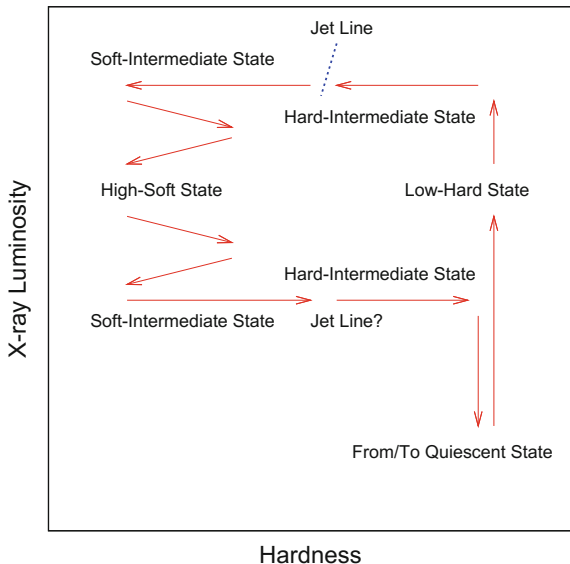 Jet Line
Soft-Intermediate State
Hard-Intermediate State
High-Soft State
Low-Hard State
Hard-Intermediate State
Soft-Intermediate State
Jet Line?
From/To Quiescent State
X-ray Luminosity
Hardness